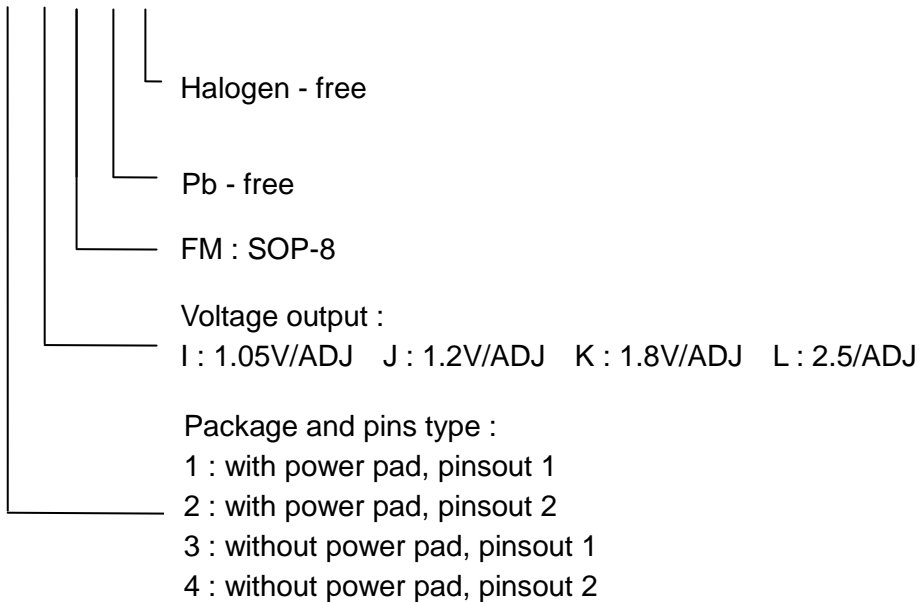 Halogen - free
Pb - free
FM : SOP-8
Voltage output :
I : 1.05V/ADJ J : 1.2V/ADJ K : 1.8V/ADJ L : 2.5/ADJ
Package and pins type :
1 : with power pad, pinsout 1
2 : with power pad, pinsout 2
3 : without power pad, pinsout 1
4 : without power pad, pinsout 2